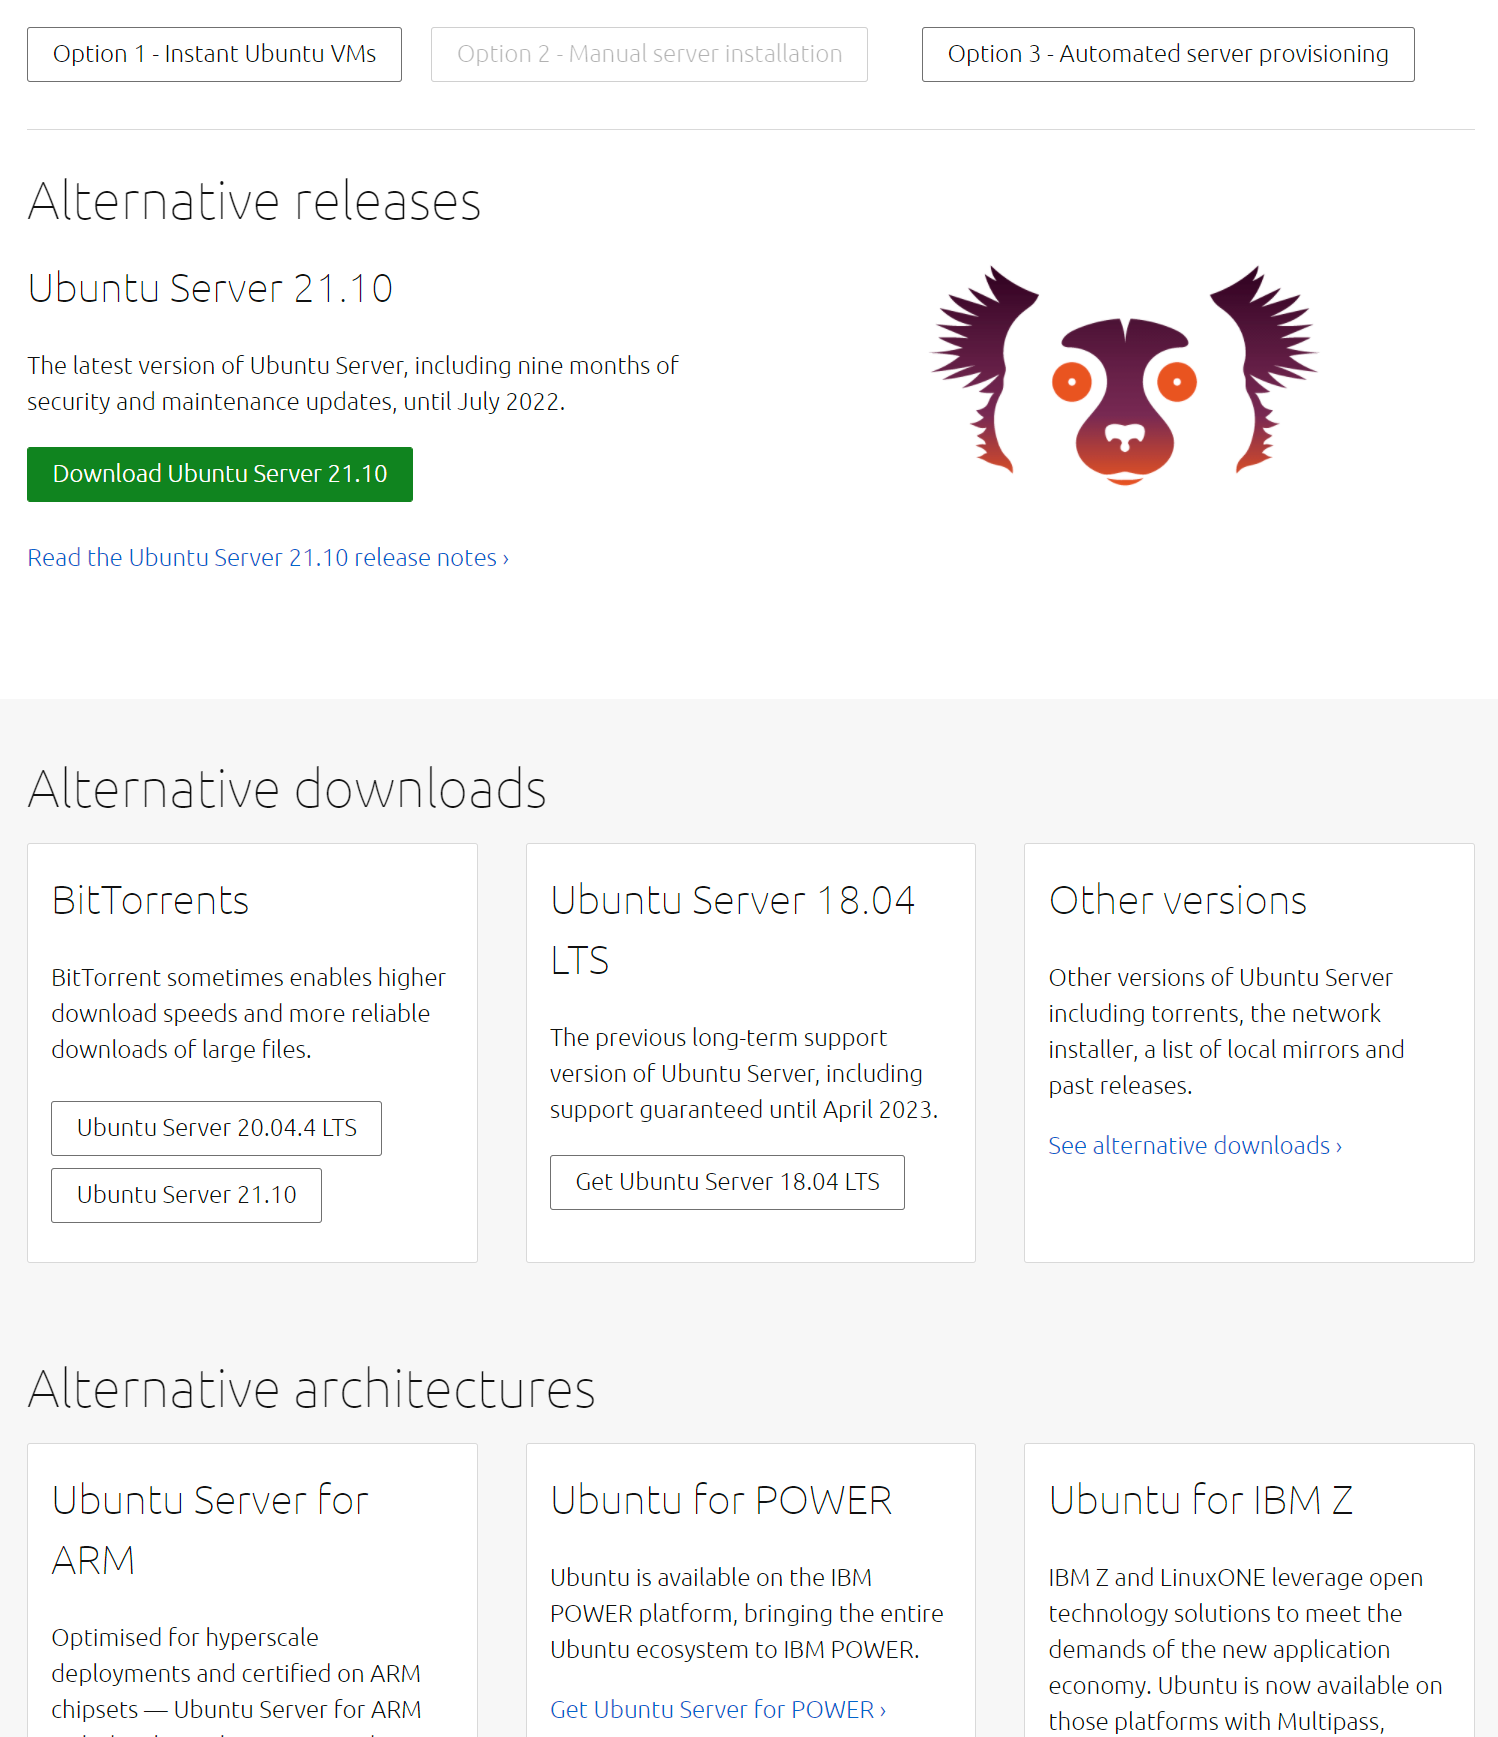 Option 1 - Instant Ubuntu VMs
Option 2 - Manual server installation
Option 3 - Automated server provisioning
Alternative releases
Ubuntu Server 21.10
The latest version of Ubuntu Server, including nine months of
security and maintenance updates, until July 2022.
Download Ubuntu Server 21.10
Read the Ubuntu Server 21.10 release notes ›
Alternative downloads
BitTorrents
BitTorrent sometimes enables higher
download speeds and more reliable
downloads of large files.
Ubuntu Server 20.04.4 LTS
Ubuntu Server 21.10
Ubuntu Server 18.04
LTS
The previous long-term support
version of Ubuntu Server, including
support guaranteed until April 2023.
Get Ubuntu Server 18.04 LTS
Other versions
Other versions of Ubuntu Server
including torrents, the network
installer, a list of local mirrors and
past releases.
See alternative downloads ›
Alternative architectures
Ubuntu Server for
ARM
Optimised for hyperscale
deployments and certified on ARM
chipsets — Ubuntu Server for ARM
Ubuntu for POWER
Ubuntu is available on the IBM
POWER platform, bringing the entire
Ubuntu ecosystem to IBM POWER.
Get Ubuntu Server for POWER ›
Ubuntu for IBM Z
IBM Z and LinuxONE leverage open
technology solutions to meet the
demands of the new application
economy. Ubuntu is now available on
those platforms with Multipass,